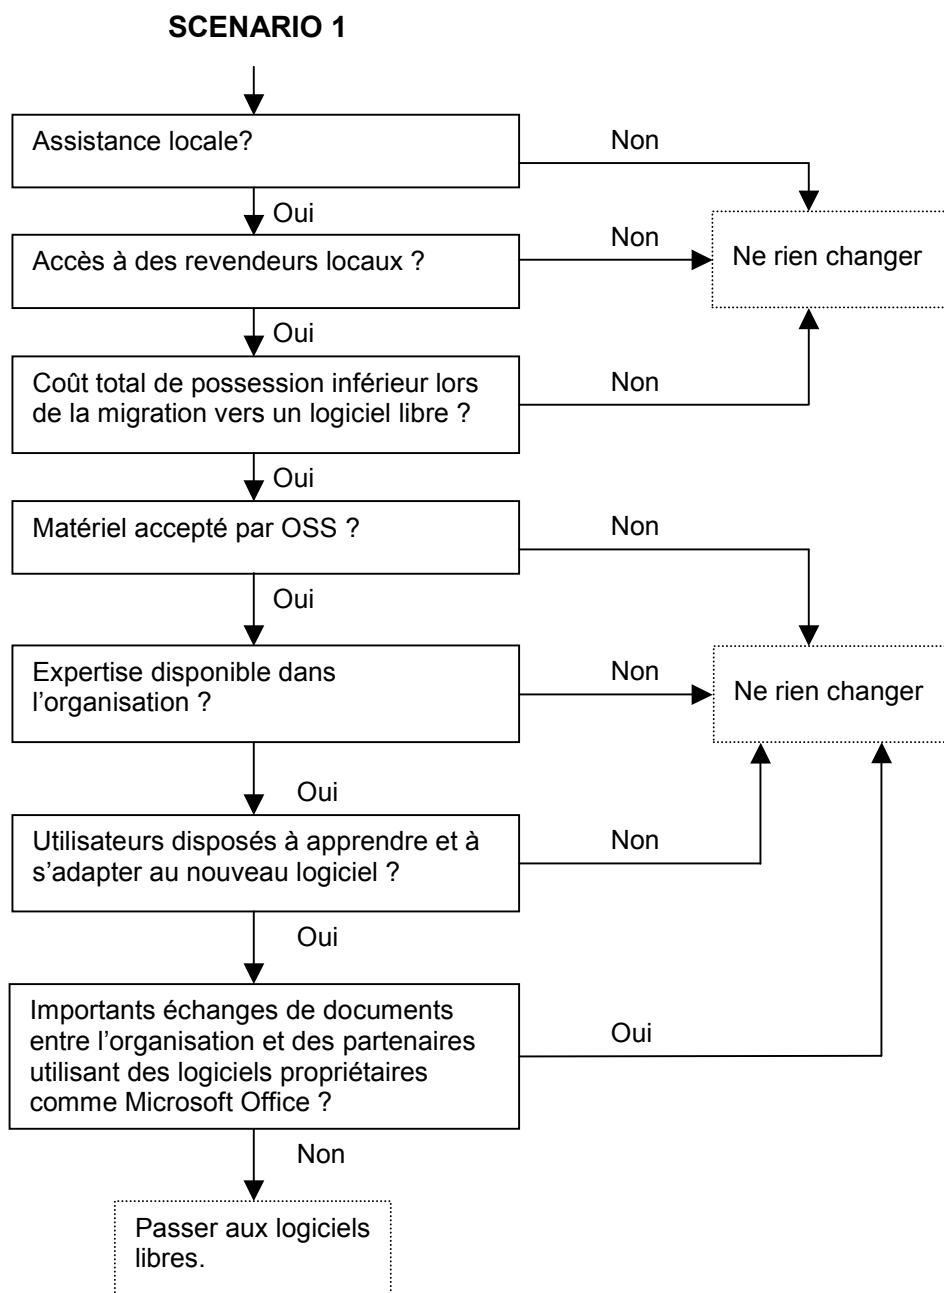 SCENARIO 1
Assistance locale?
Non
Oui
Accès à des revendeurs locaux ?
Non
Ne rien changer
Oui
Coût total de possession inférieur lors
de la migration vers un logiciel libre ?
Non
Oui
Matériel accepté par OSS ?
Non
Oui
Expertise disponible dans
l’organisation ?
Non
Ne rien changer
Oui
Utilisateurs disposés à apprendre et à
s’adapter au nouveau logiciel ?
Non
Oui
Importants échanges de documents
entre l’organisation et des partenaires
utilisant des logiciels propriétaires
comme Microsoft Office ?
Oui
Non
Passer aux logiciels
libres.